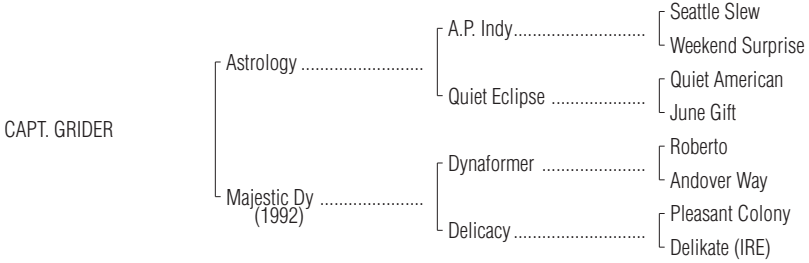 Seattle Slew
A.P. Indy..............................
Weekend Surprise
Astrology ...........................
Quiet American
Quiet Eclipse .....................
June Gift
CAPT. GRIDER
Roberto
Dynaformer .......................
Andover Way
Majestic Dy .......................
(1992)
Pleasant Colony
Delicacy..............................
Delikate (IRE)